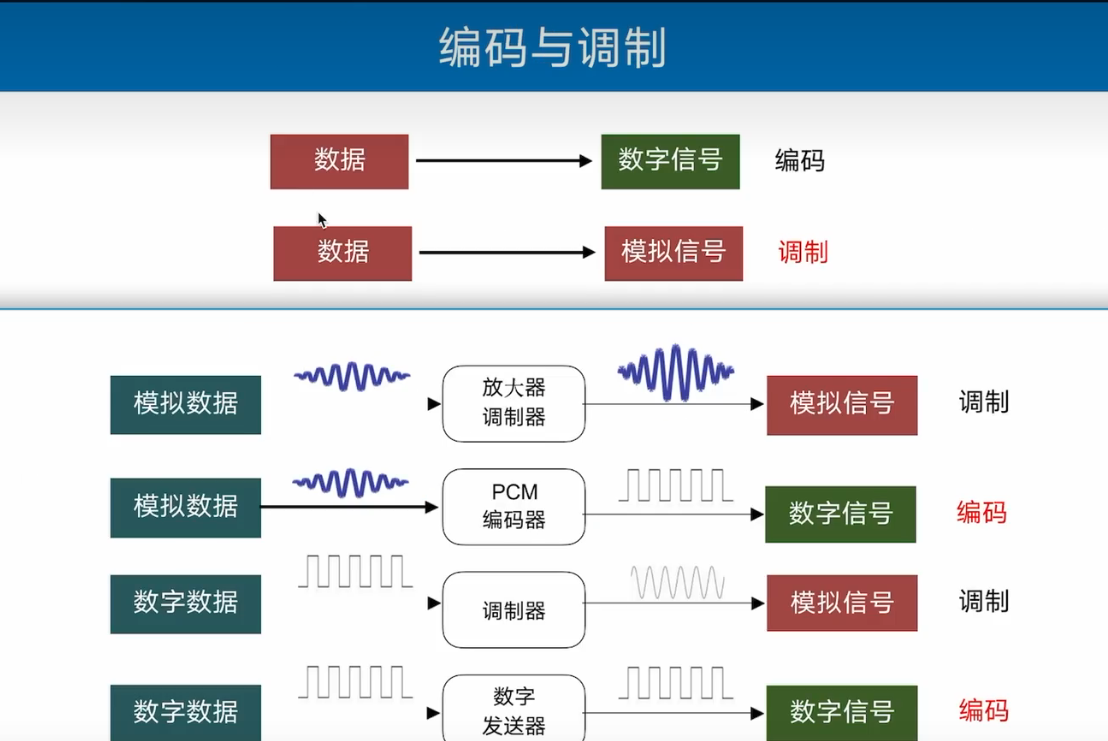 编码与调制
数据 数字信号 编码
数据 模拟信号 调制
模拟数据 放大器 模拟信号 调制
调制器
模拟数据 PCM 数字信号 编码
编码器
数字数据 调制器 模拟信号 调制
数字数据 数字 数字信号 编码
发送器